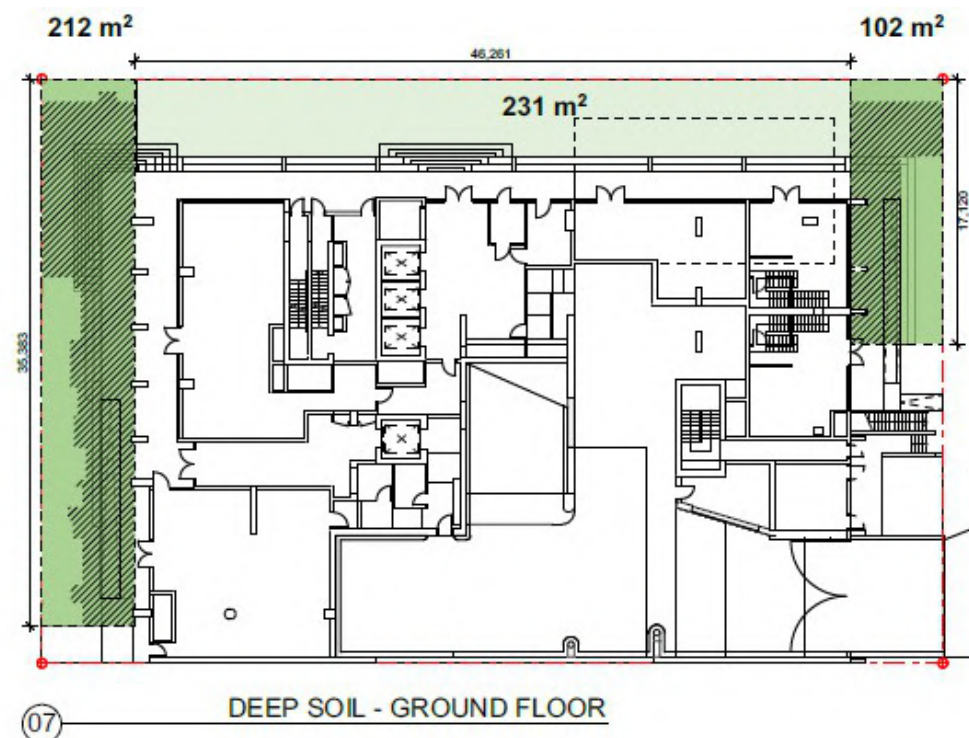 212 m²
102 m²
46,261
231 m²
17,120
35,383
07
DEEP SOIL - GROUND FLOOR